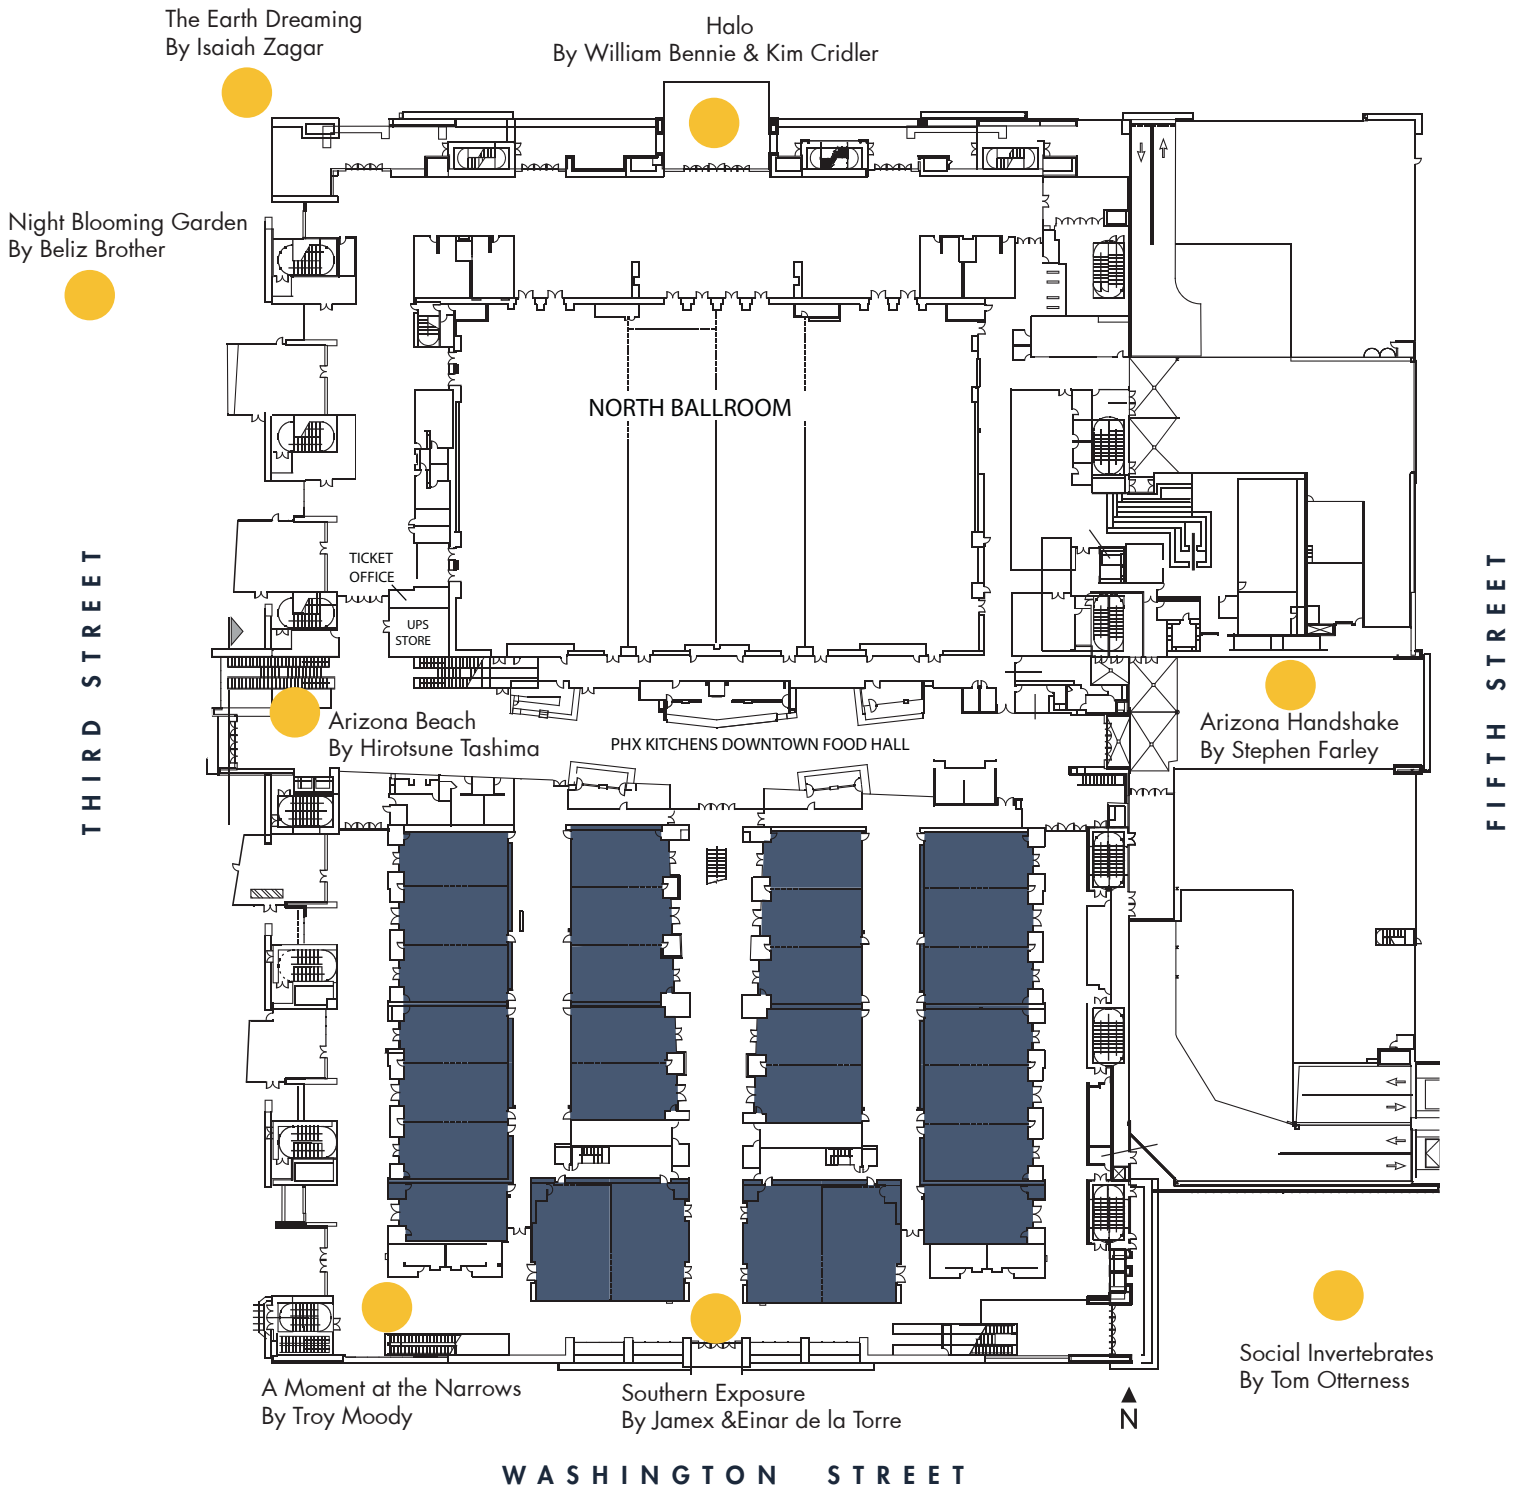 The Earth Dreaming
By Isaiah Zagar
Halo
By William Bennie & Kim Cridler
Night Blooming Garden
By Beliz Brother
NORTH BALLROOM
TICKET
OFFICE
UPS
STORE
THIRD STREET
FIFTH STREET
Arizona Beach
By Hirotsune Tashima
PHX KITCHENS DOWNTOWN FOOD HALL
Arizona Handshake
By Stephen Farley
A Moment at the Narrows
By Troy Moody
Southern Exposure
By Jamex &Einar de la Torre
Social Invertebrates
By Tom Otterness
N
WASHINGTON STREET